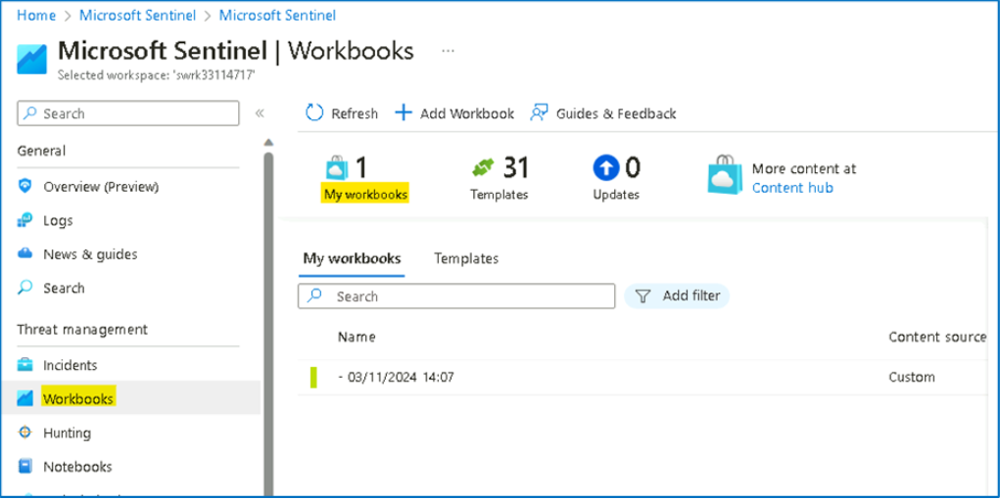 Home > Microsoft Sentinel > Microsoft Sentinel
Microsoft Sentinel | Workbooks ...
Selected workspace: 'swrk33114717'
Search «
General
Overview (Preview)
Logs
News & guides
Search
Threat management
Incidents
Workbooks
Hunting
Notebooks
Refresh + Add Workbook Guides & Feedback
1
My workbooks
31
Templates
0
Updates
More content at
Content hub
My workbooks Templates
Search Add filter
Name Content source
- 03/11/2024 14:07 Custom